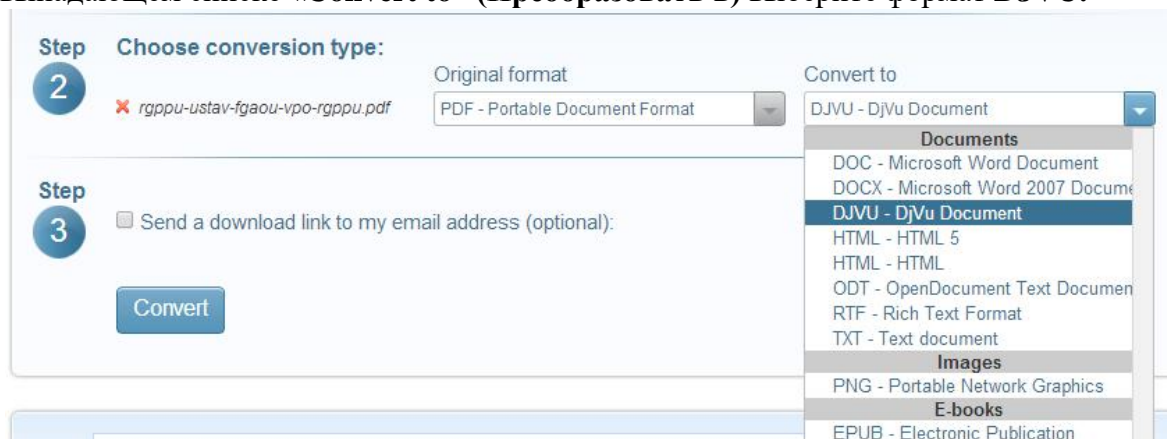 «Convert to" (Преобразовать в)
Step
2
Choose conversion type:
rgppu-ustav-fgaou-vpo-rgppu.pdf
Original format
PDF - Portable Document Format
Convert to
DJVU - DjVu Document
Documents
DOC - Microsoft Word Document
DOCX - Microsoft Word 2007 Docume
DJVU - DjVu Document
HTML - HTML 5
HTML - HTML
ODT - OpenDocument Text Documen
RTF - Rich Text Format
TXT - Text document
Images
PNG - Portable Network Graphics
E-books
EPUB - Electronic Publication
Step
3
Send a download link to my email address (optional):
Convert